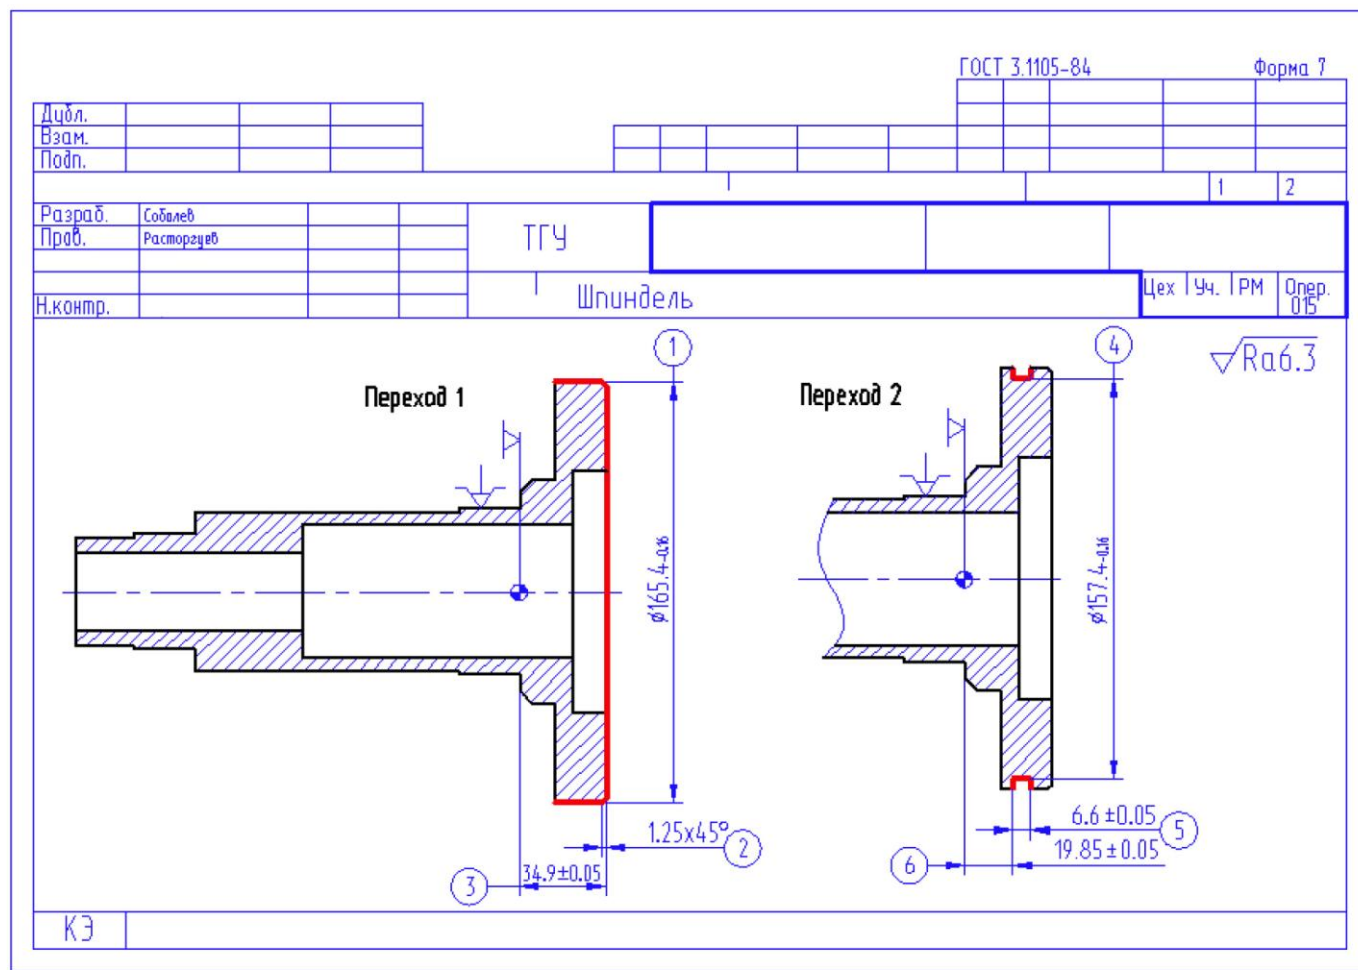 ГОСТ 3.1105-84 Форма 7
Дубл.
Взам.
Подп.
1 2
Разраб. Соболев
Пров. Расторгуев
ТГУ
Н.контр.
Шпиндель
Цех Уч. РМ Опер.
015
Ra6.3
Переход 1
1
Переход 2
4
⌀165.4-0.16
⌀157.4-0.16
1.25x45° 2
3 34.9±0.05
6.6±0.05 5
6 19.85±0.05
КЭ